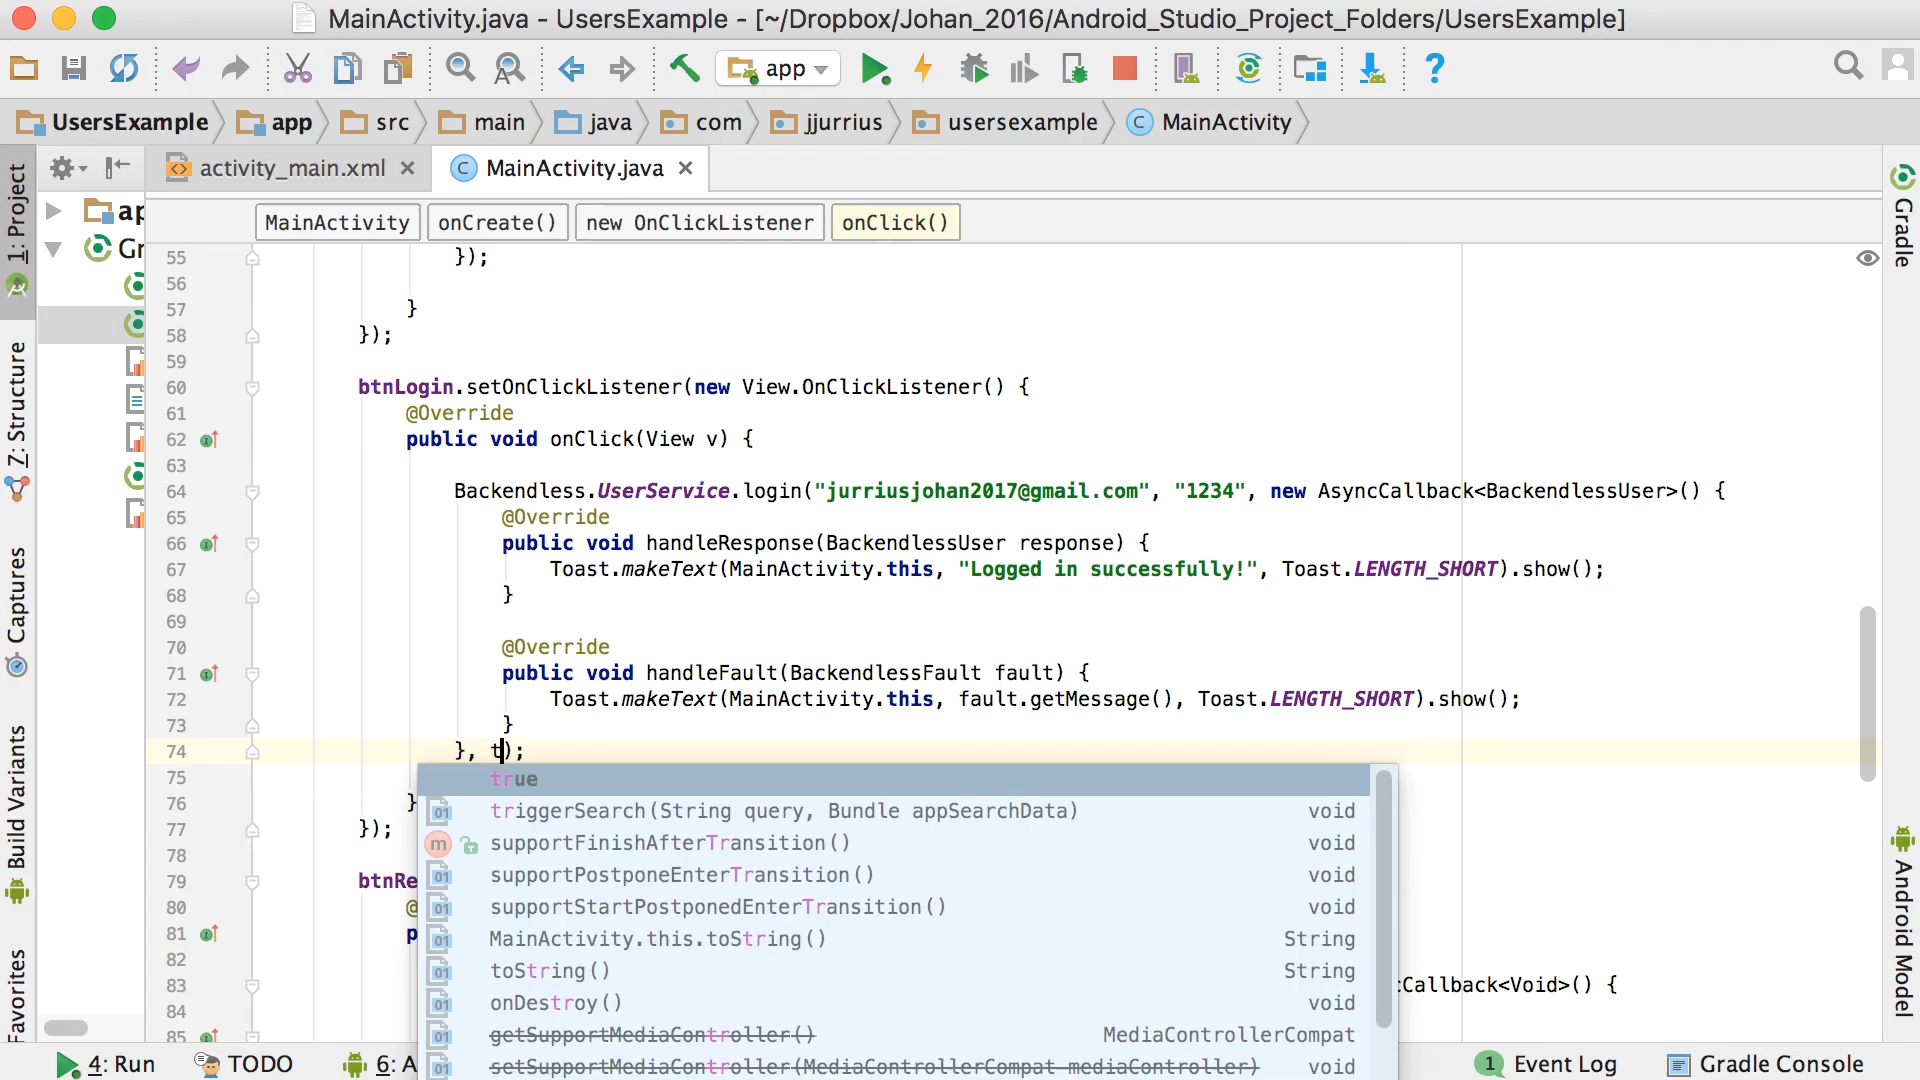 MainActivity.java - UsersExample - [~/Dropbox/Johan_2016/Android_Studio_Project_Folders/UsersExample]
app
UsersExample app src main java com jjurrius usersexample MainActivity
activity_main.xml MainActivity.java
MainActivity onCreate() new OnClickListener onClick()
1: Project
Z: Structure
Captures
Build Variants
Favorites
Gradle
Android Model
ap
Gr
55 });
56
57 }
58 });
59
60 btnLogin.setOnClickListener(new View.OnClickListener() {
61 @Override
62 public void onClick(View v) {
63
64 Backendless.UserService.login("jurriusjohan2017@gmail.com", "1234", new AsyncCallback<BackendlessUser>() {
65 @Override
66 public void handleResponse(BackendlessUser response) {
67 Toast.makeText(MainActivity.this, "Logged in successfully!", Toast.LENGTH_SHORT).show();
68 }
69
70 @Override
71 public void handleFault(BackendlessFault fault) {
72 Toast.makeText(MainActivity.this, fault.getMessage(), Toast.LENGTH_SHORT).show();
73 }
74 }, t);
75
76 }
77 });
78
79 btnRe
80 @
81 p
82
83 cCallback<Void>() {
84
85
true
triggerSearch(String query, Bundle appSearchData) void
supportFinishAfterTransition() void
supportPostponeEnterTransition() void
supportStartPostponedEnterTransition() void
MainActivity.this.toString() String
toString() String
onDestroy() void
getSupportMediaController() MediaControllerCompat
setSupportMediaController(MediaControllerCompat mediaController) void
4: Run TODO 6: A 1 Event Log Gradle Console